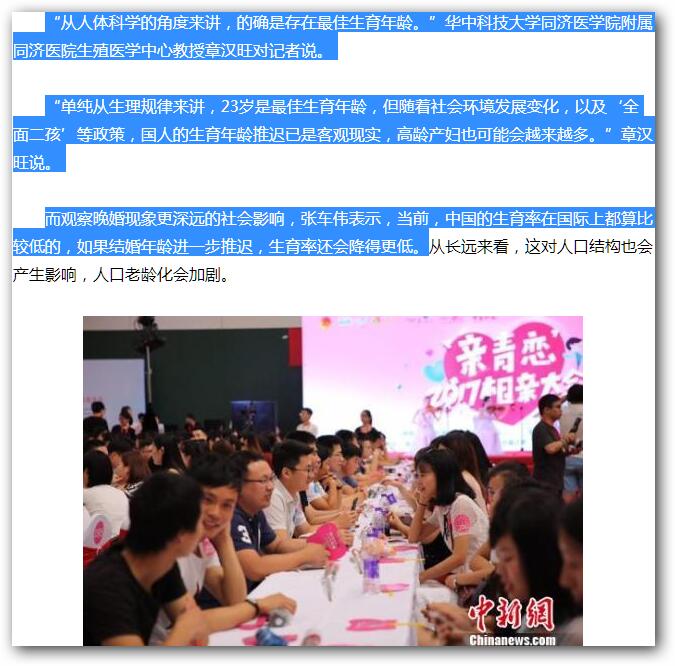 “从人体科学的角度来讲，的确是存在最佳生育年龄。”华中科技大学同济医学院附属
同济医院生殖医学中心教授章汉旺对记者说。
“单纯从生理规律来讲，23岁是最佳生育年龄，但随着社会环境发展变化，以及‘全
面二孩’等政策，国人的生育年龄推迟已是客观现实，高龄产妇也可能会越来越多。”章汉
旺说。
而观察晚婚现象更深远的社会影响，张车伟表示，当前，中国的生育率在国际上都算比
较低的，如果结婚年龄进一步推迟，生育率还会降得更低。从长远来看，这对人口结构也会
产生影响，人口老龄化会加剧。
亲青恋
2017相亲大会
3
中新网
Chinanews.com